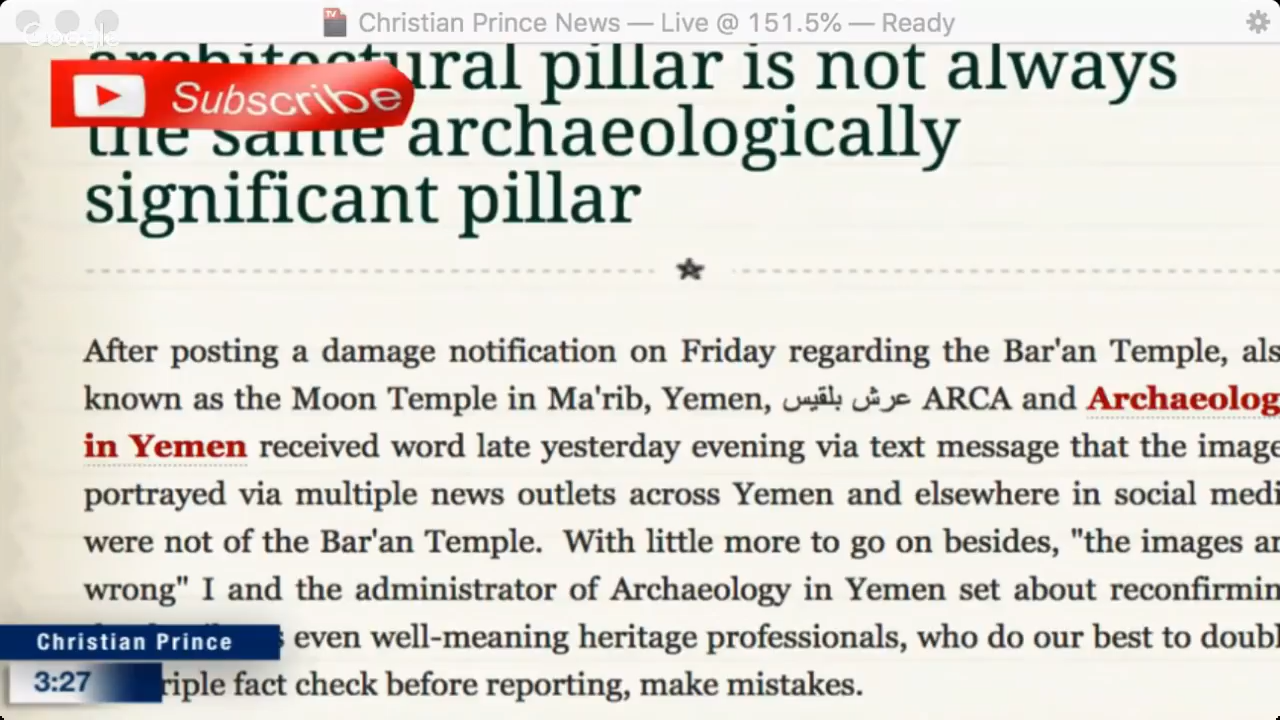 Christian Prince News — Live @ 151.5% — Ready
Google
architectural pillar is not always
Subscribe
the same archaeologically
significant pillar
After posting a damage notification on Friday regarding the Bar'an Temple, als
known as the Moon Temple in Ma'rib, Yemen, عرش بلقيس ARCA and Archaeolog
in Yemen received word late yesterday evening via text message that the image
portrayed via multiple news outlets across Yemen and elsewhere in social medi
were not of the Bar'an Temple. With little more to go on besides, "the images ar
wrong" I and the administrator of Archaeology in Yemen set about reconfirmin
even well-meaning heritage professionals, who do our best to doubl
Christian Prince
riple fact check before reporting, make mistakes.
3:27